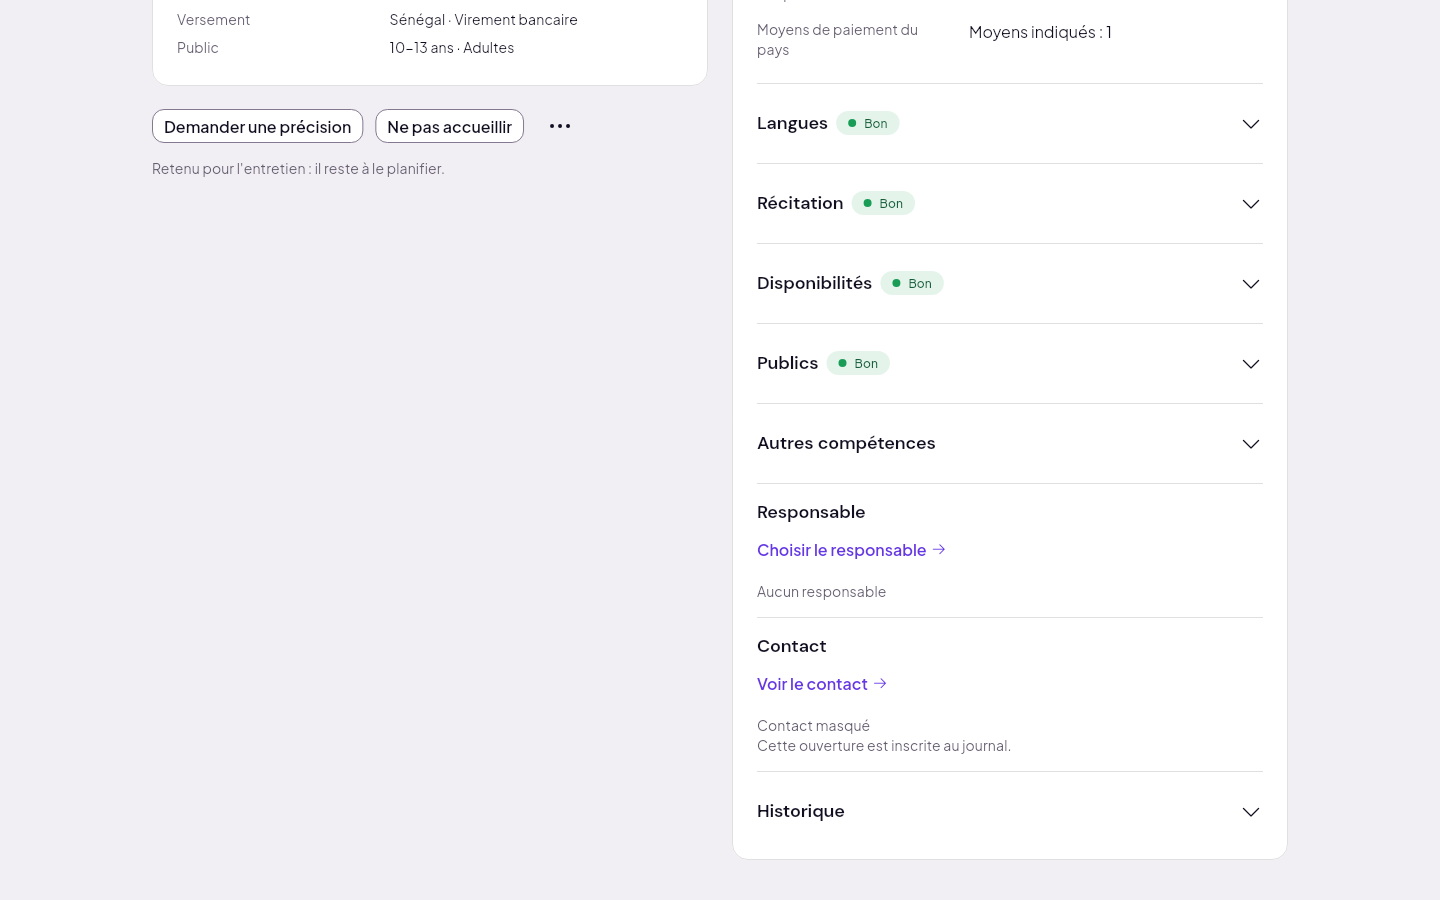 Versement
Sénégal · Virement bancaire
Public
10–13 ans · Adultes
Demander une précision
Ne pas accueillir
Retenu pour l'entretien : il reste à le planifier.
Moyens de paiement du
pays
Moyens indiqués : 1
Langues
Bon
Récitation
Bon
Disponibilités
Bon
Publics
Bon
Autres compétences
Responsable
Choisir le responsable →
Aucun responsable
Contact
Voir le contact →
Contact masqué
Cette ouverture est inscrite au journal.
Historique